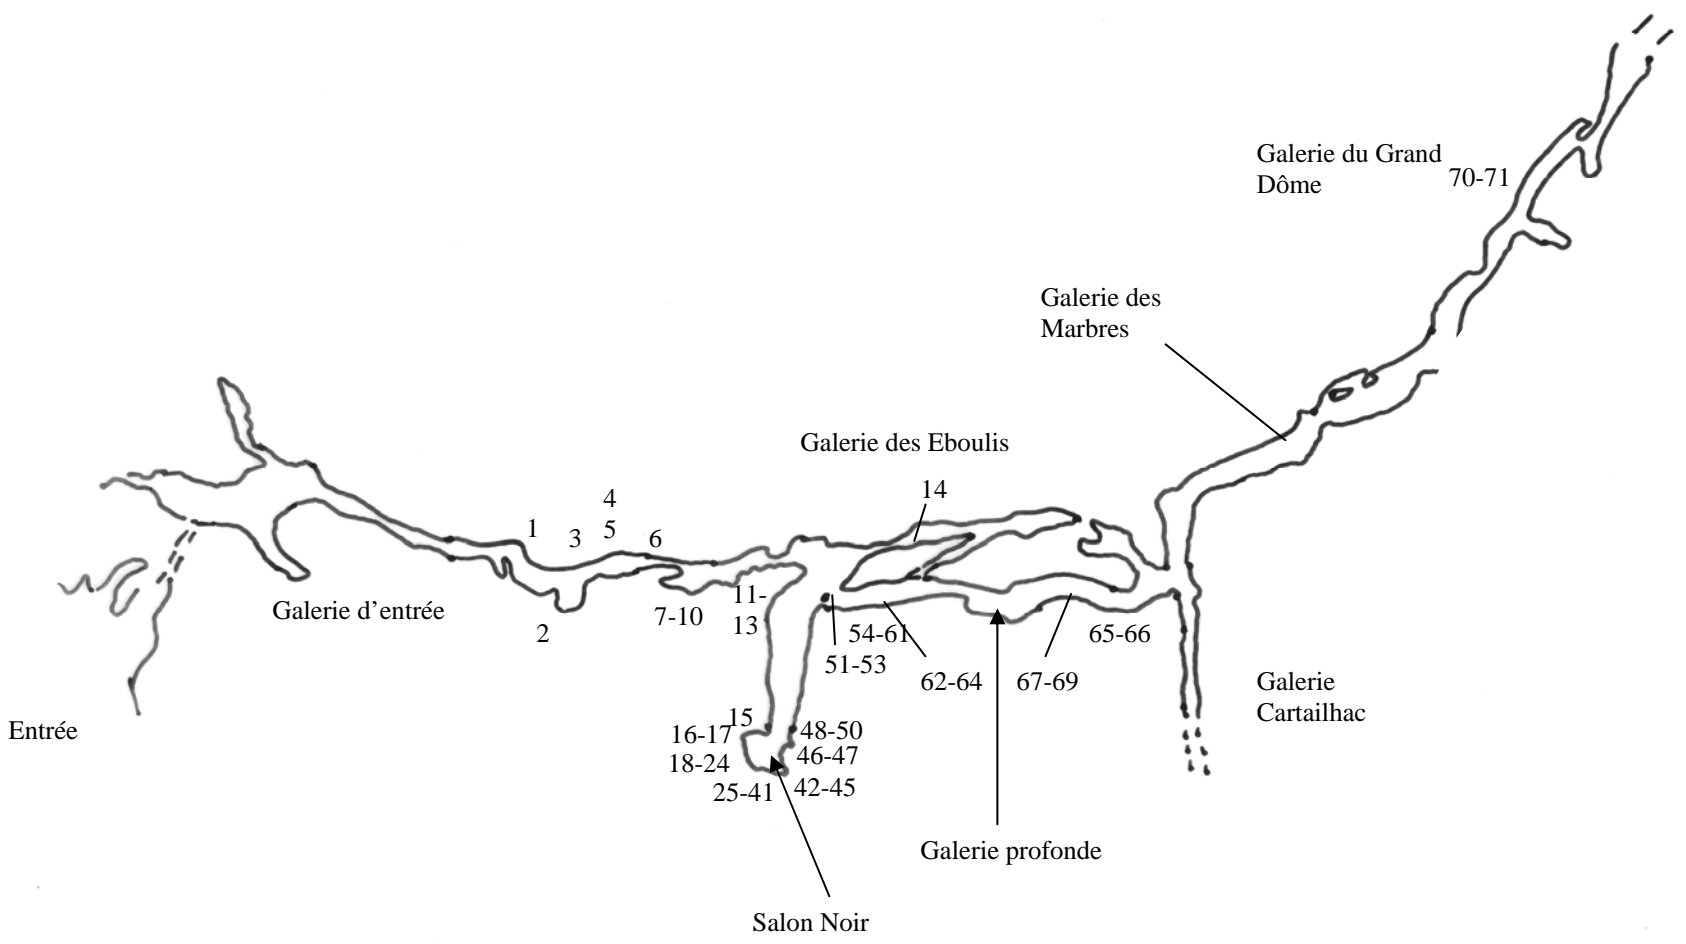 Galerie du Grand
Dôme
70-71
Galerie des
Marbres
Galerie des Eboulis
14
4
5
1
3
6
Galerie d’entrée
2
7-10
11-
13
54-61
51-53
62-64
67-69
65-66
Galerie
Cartailhac
Entrée
15
16-17
18-24
25-41
48-50
46-47
42-45
Galerie profonde
Salon Noir